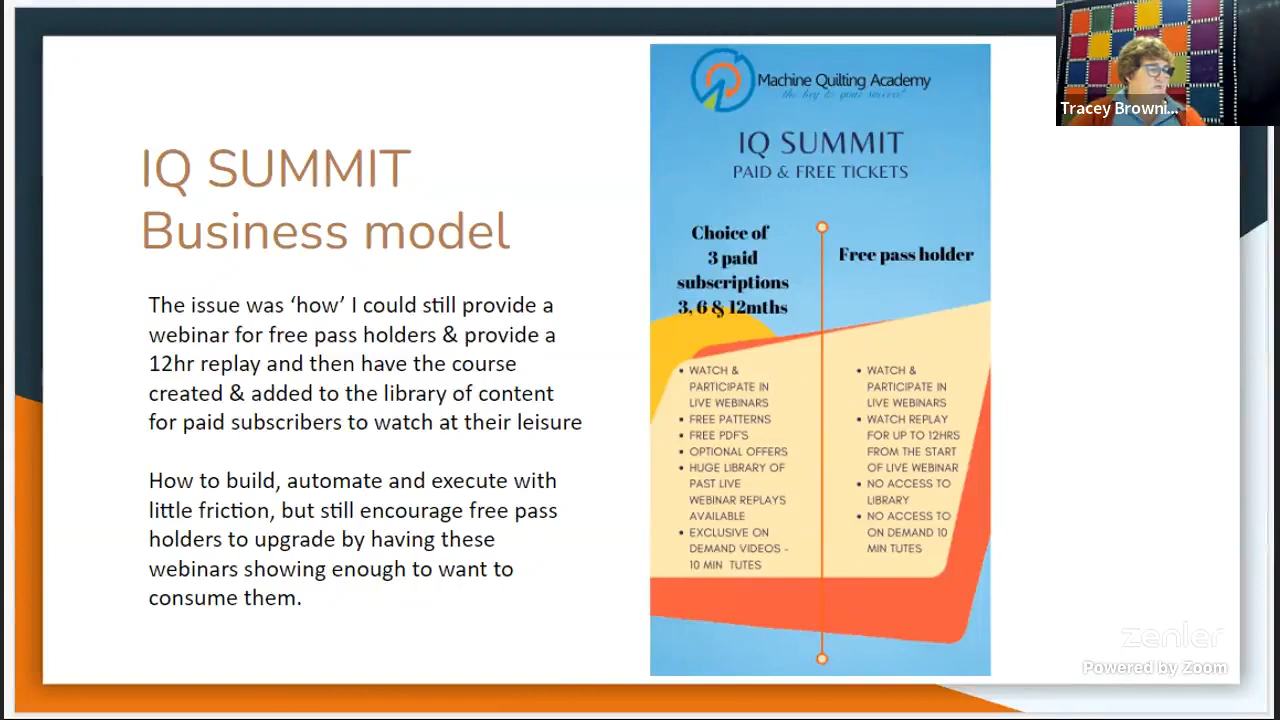 IQ SUMMIT
Business model
The issue was ‘how’ I could still provide a
webinar for free pass holders & provide a
12hr replay and then have the course
created & added to the library of content
for paid subscribers to watch at their leisure
How to build, automate and execute with
little friction, but still encourage free pass
holders to upgrade by having these
webinars showing enough to want to
consume them.
Machine Quilting Academy
the key to your success!
IQ SUMMIT
PAID & FREE TICKETS
Choice of
3 paid
subscriptions
3, 6 & 12mths
• WATCH &
PARTICIPATE IN
LIVE WEBINARS
• FREE PATTERNS
• FREE PDF'S
• OPTIONAL OFFERS
• HUGE LIBRARY OF
PAST LIVE
WEBINAR REPLAYS
AVAILABLE
• EXCLUSIVE ON
DEMAND VIDEOS -
10 MIN TUTES
Free pass holder
• WATCH &
PARTICIPATE IN
LIVE WEBINARS
• WATCH REPLAY
FOR UP TO 12HRS
FROM THE START
OF LIVE WEBINAR
• NO ACCESS TO
LIBRARY
• NO ACCESS TO
ON DEMAND 10
MIN TUTES
Tracey Browni...
zenler
Powered by Zoom